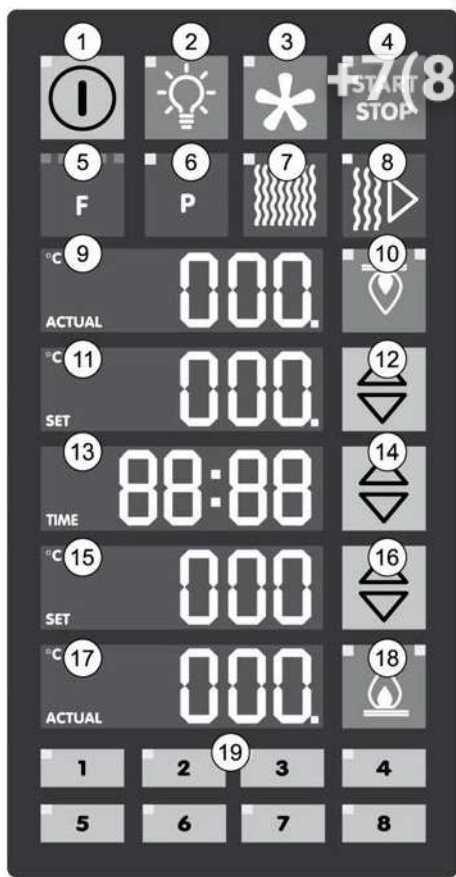 1 2 3 4
+7(8
START
STOP
5 6 7 8
F P
°C 9 000. 10
ACTUAL
°C 11 000. 12
SET
13 88:88 14
TIME
°C 15 000 16
SET
°C 17 000. 18
ACTUAL
19
1 2 3 4
5 6 7 8